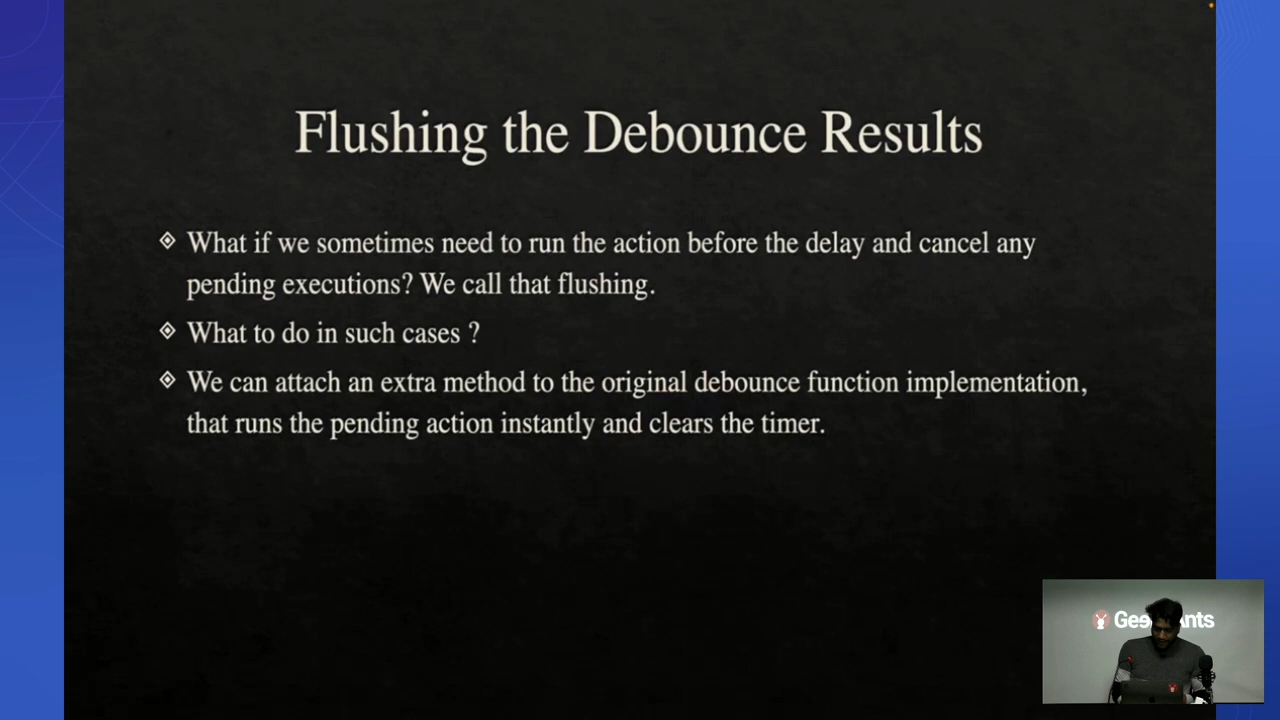 Flushing the Debounce Results
What if we sometimes need to run the action before the delay and cancel any
pending executions? We call that flushing.
What to do in such cases ?
We can attach an extra method to the original debounce function implementation,
that runs the pending action instantly and clears the timer.